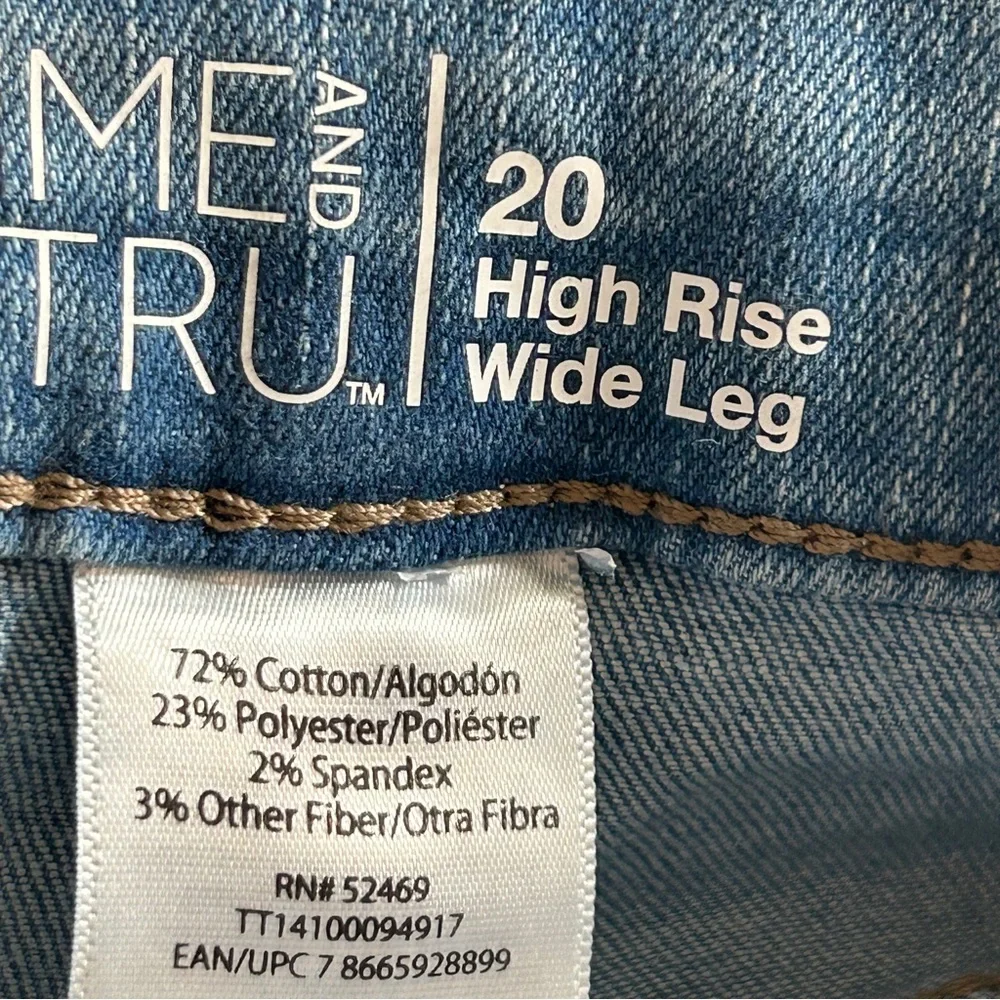 ME AND
TRU™
20
High Rise
Wide Leg
72% Cotton/Algodón
23% Polyester/Poliéster
2% Spandex
3% Other Fiber/Otra Fibra
RN# 52469
TT14100094917
EAN/UPC 7 8665928899